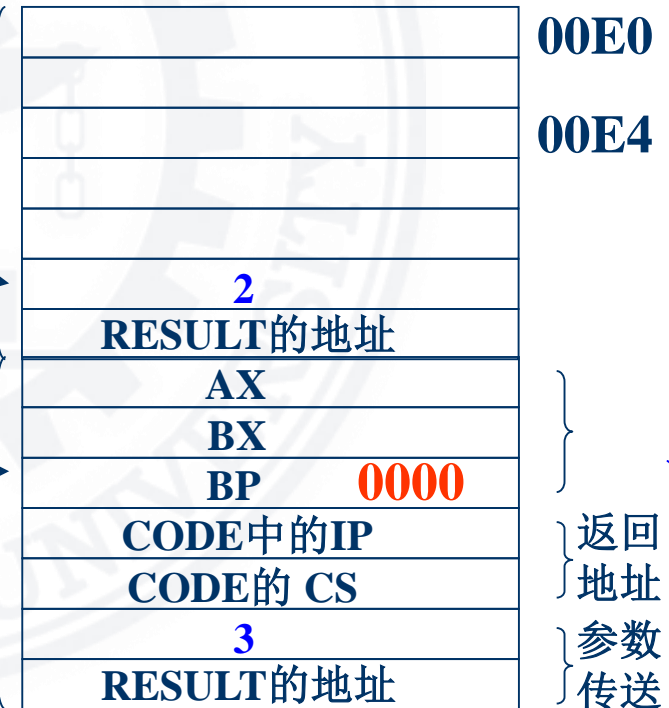 00E0
00E4
2
RESULT的地址
AX
BX
BP 0000
CODE中的IP
CODE的 CS
返回
地址
3
RESULT的地址
参数
传送